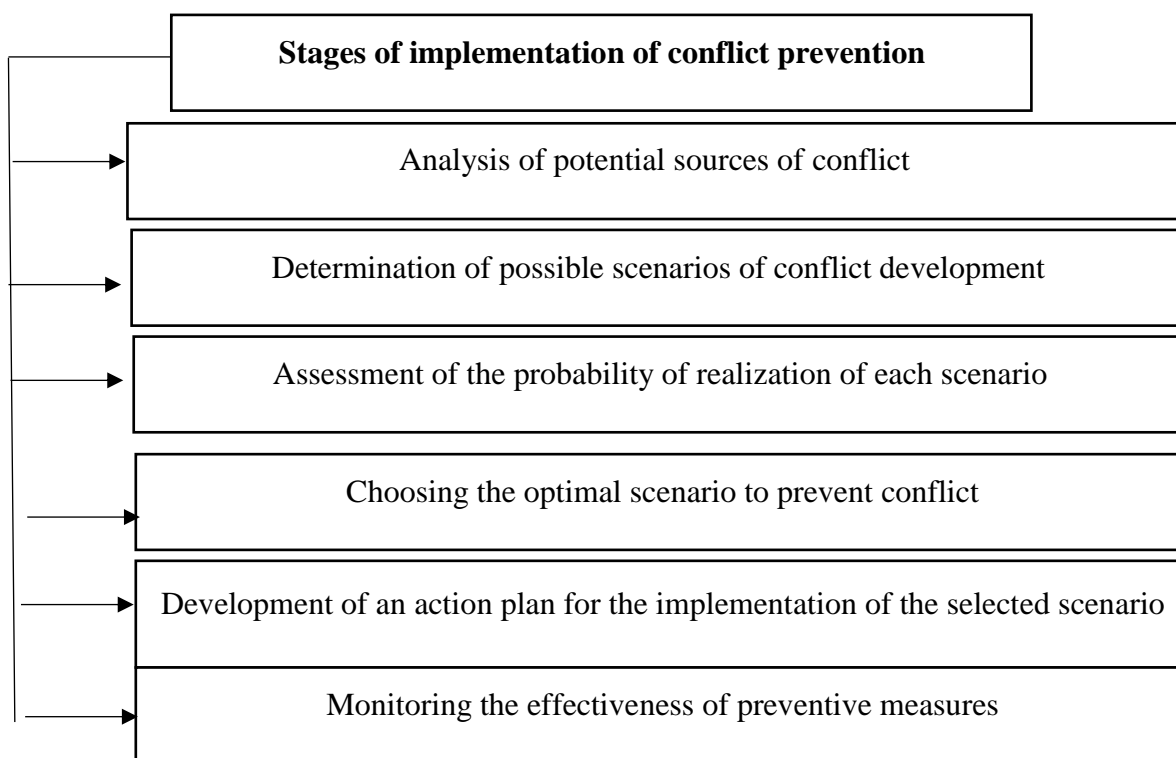 Stages of implementation of conflict prevention
Analysis of potential sources of conflict
Determination of possible scenarios of conflict development
Assessment of the probability of realization of each scenario
Choosing the optimal scenario to prevent conflict
Development of an action plan for the implementation of the selected scenario
Monitoring the effectiveness of preventive measures